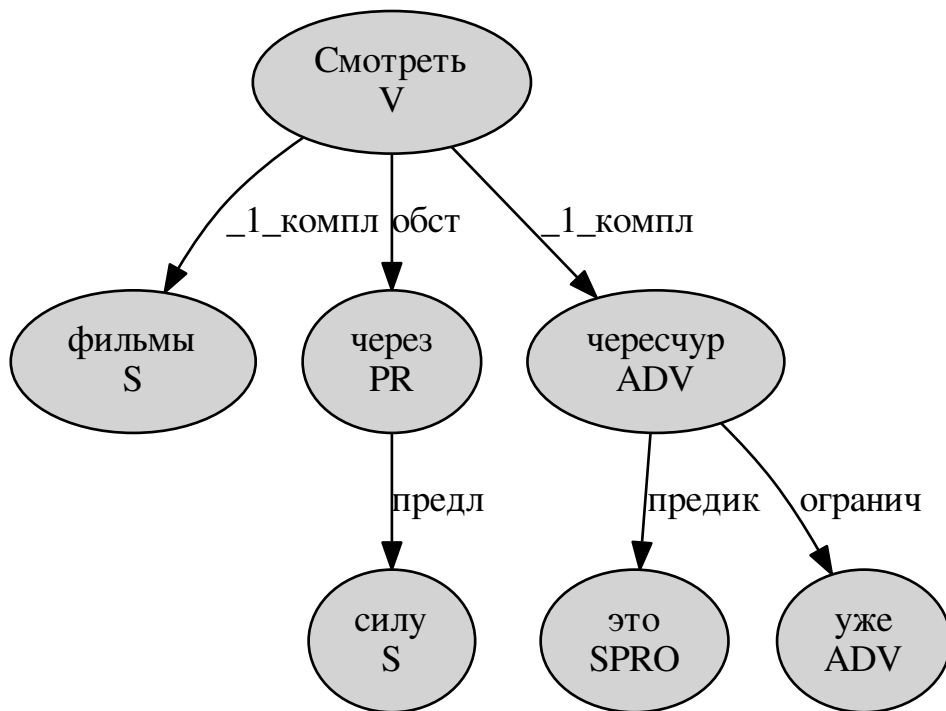 Смотреть
V
_1_компл
обст
_1_компл
фильмы
S
через
PR
чересчур
ADV
предл
предик
огранич
силу
S
это
SPRO
уже
ADV